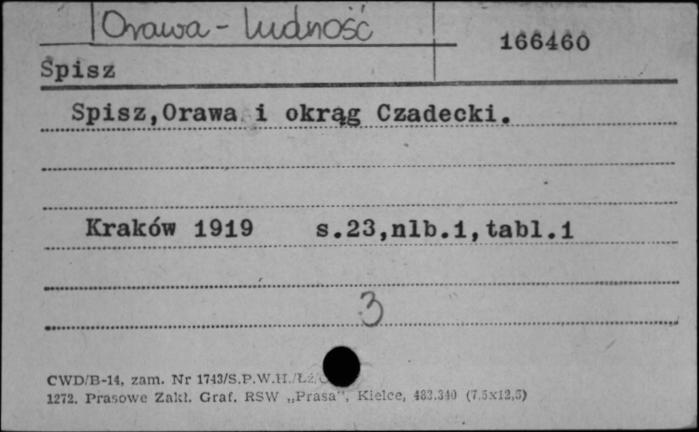 Orawa - ludność
166460
Spisz
Spisz,Orawa i okrąg Czadecki.
Kraków 1919 s.23,nlb.1,tabl.1
3
CWD/B-14, zam. Nr 1743/S.P.W.H./Łź/
1272. Prasowe Zakł. Graf. RSW „Prasa", Kielce, 483.340 (7,5x12,5)